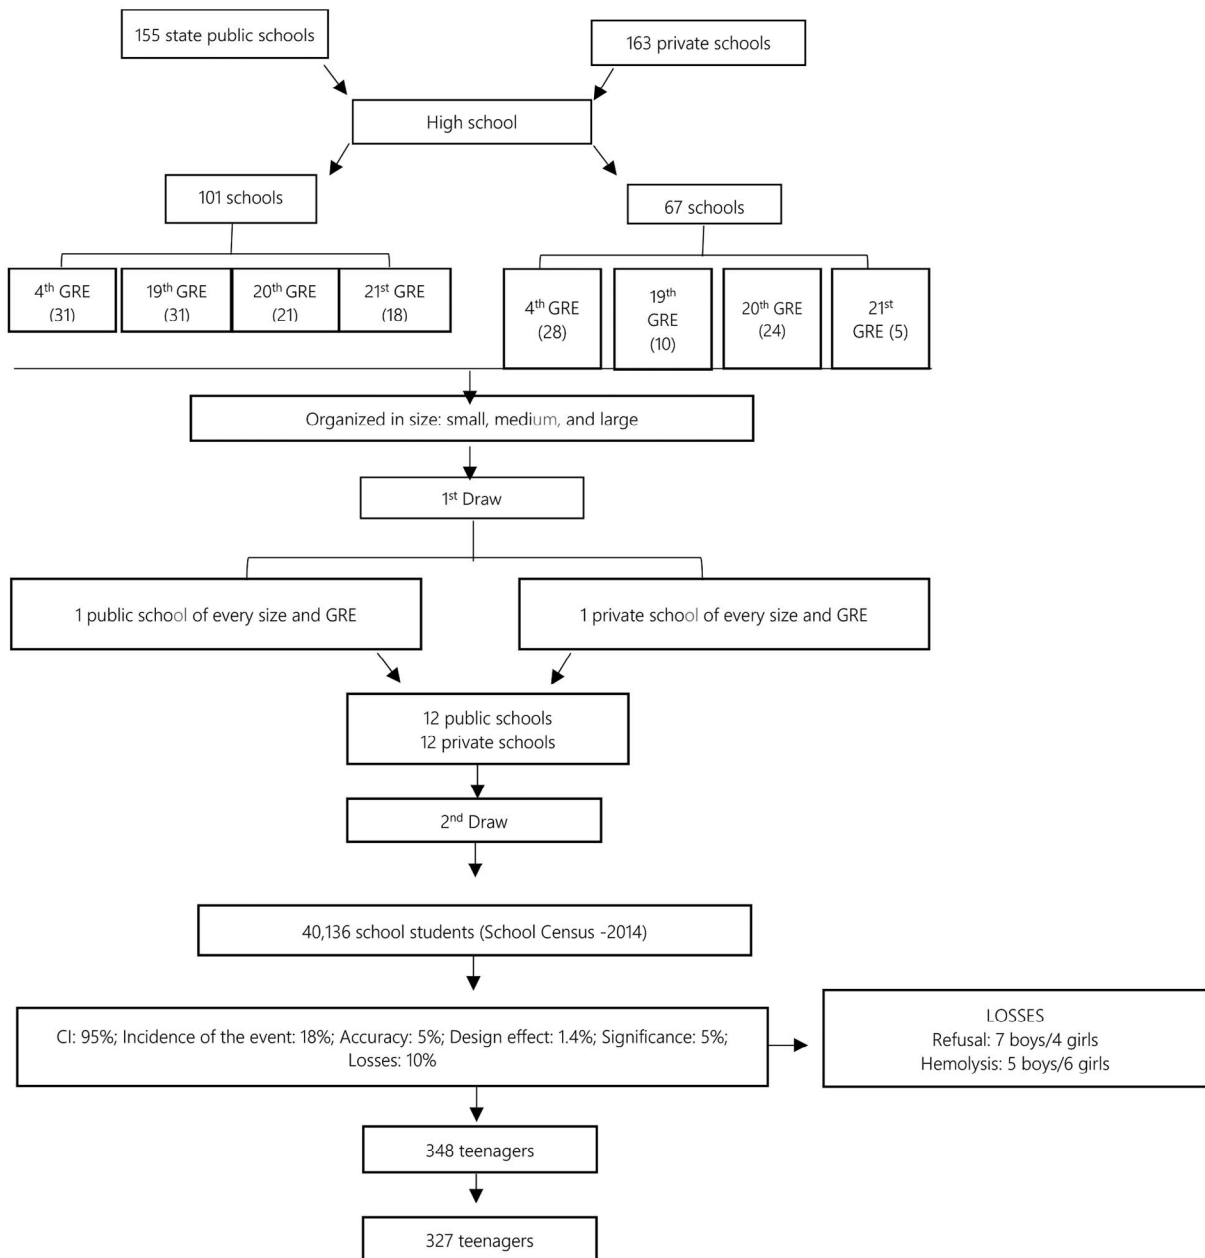 155 state public schools
163 private schools
High school
101 schools
67 schools
4th GRE
(31)
19th GRE
(31)
20th GRE
(21)
21st GRE
(18)
4th GRE
(28)
19th
GRE
(10)
20th GRE
(24)
21st
GRE (5)
Organized in size: small, medium, and large
1st Draw
1 public school of every size and GRE
1 private school of every size and GRE
12 public schools
12 private schools
2nd Draw
40,136 school students (School Census -2014)
CI: 95%; Incidence of the event: 18%; Accuracy: 5%; Design effect: 1.4%; Significance: 5%;
Losses: 10%
LOSSES
Refusal: 7 boys/4 girls
Hemolysis: 5 boys/6 girls
348 teenagers
327 teenagers